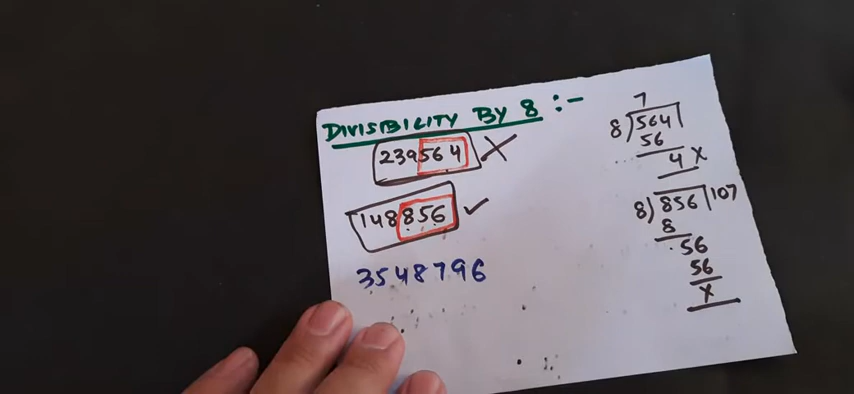 DIVISIBILITY BY 8 :-
239564 X
148856 ✓
3548796
7
8)564
56
4 X
8)856|107
8
56
56
X